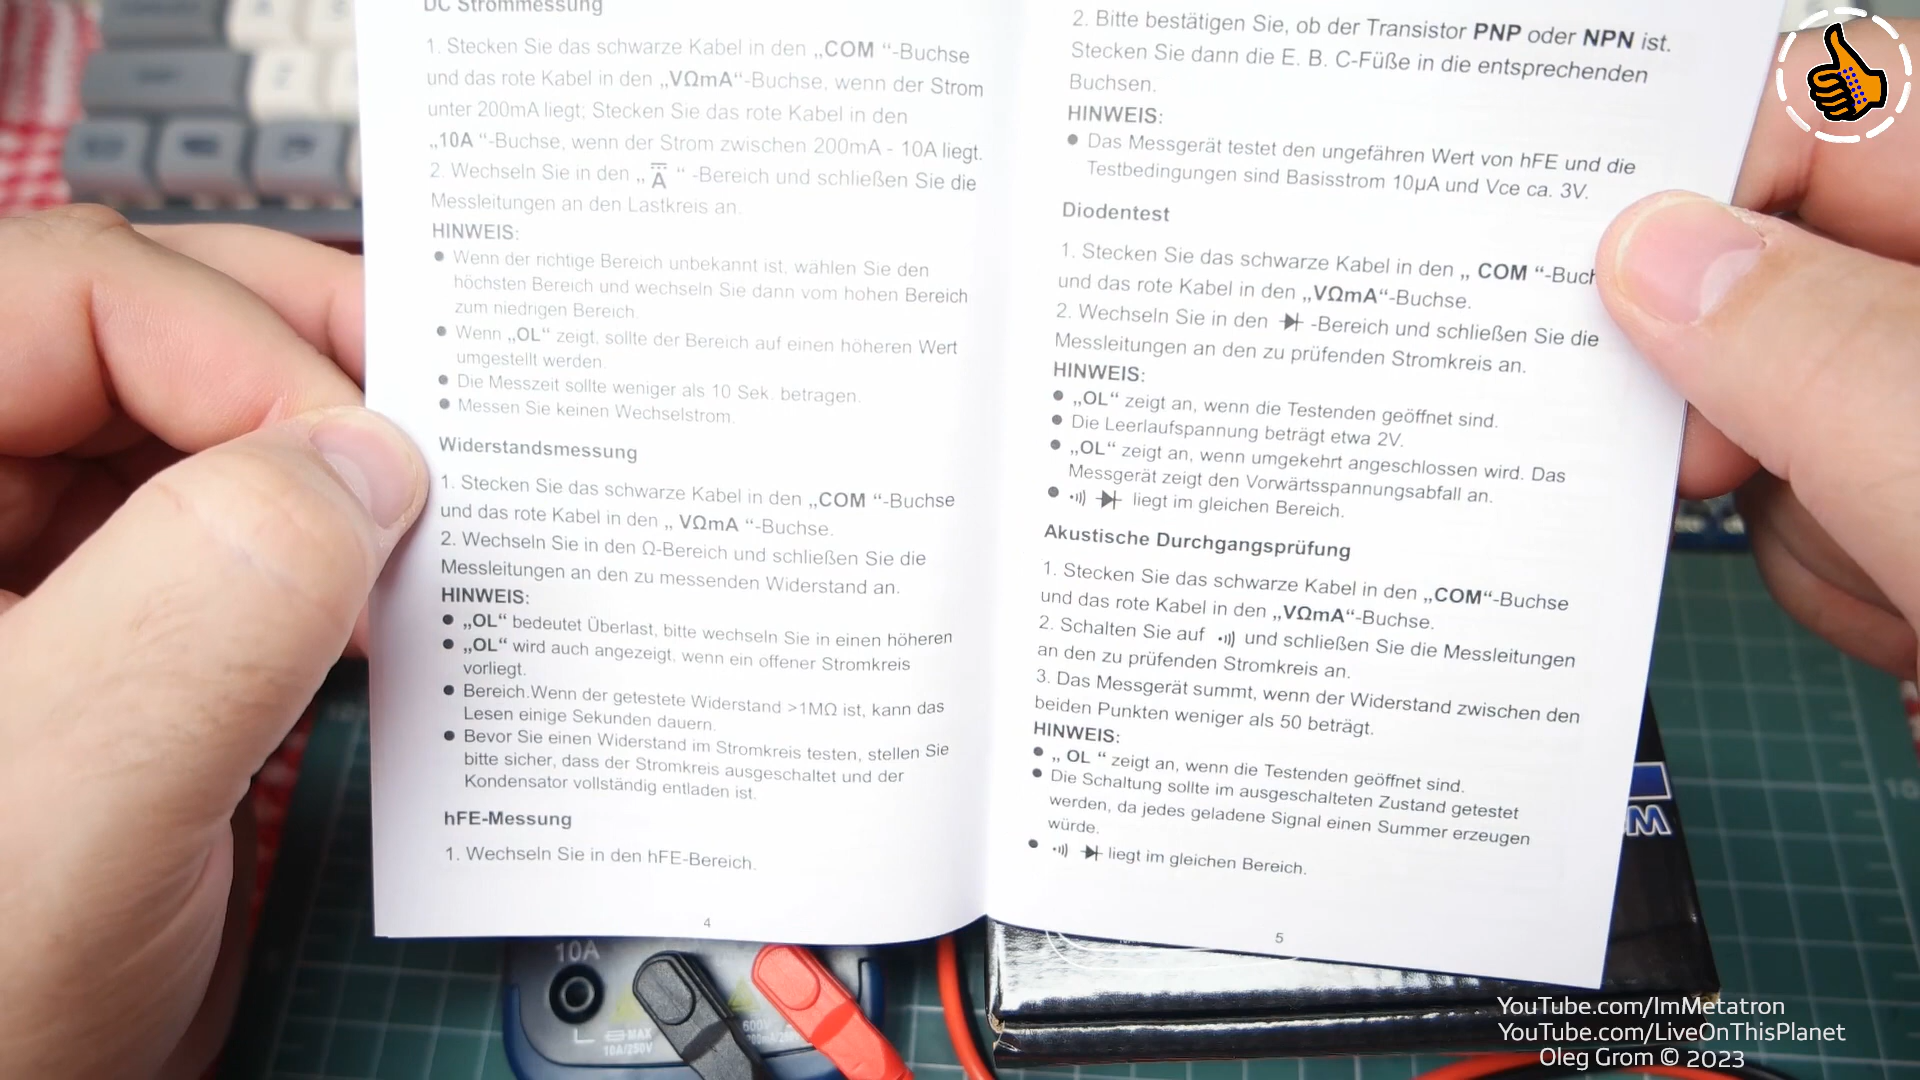 DC Strommessung
1. Stecken Sie das schwarze Kabel in den „COM “-Buchse
und das rote Kabel in den „VΩmA“-Buchse, wenn der Strom
unter 200mA liegt; Stecken Sie das rote Kabel in den
„10A “-Buchse, wenn der Strom zwischen 200mA - 10A liegt.
2. Wechseln Sie in den „ A “ -Bereich und schließen Sie die
Messleitungen an den Lastkreis an.
HINWEIS:
● Wenn der richtige Bereich unbekannt ist, wählen Sie den
höchsten Bereich und wechseln Sie dann vom hohen Bereich
zum niedrigen Bereich.
● Wenn „OL“ zeigt, sollte der Bereich auf einen höheren Wert
umgestellt werden.
● Die Messzeit sollte weniger als 10 Sek. betragen.
● Messen Sie keinen Wechselstrom.
Widerstandsmessung
1. Stecken Sie das schwarze Kabel in den „COM “-Buchse
und das rote Kabel in den „ VΩmA “-Buchse.
2. Wechseln Sie in den Ω-Bereich und schließen Sie die
Messleitungen an den zu messenden Widerstand an.
HINWEIS:
● „OL“ bedeutet Überlast, bitte wechseln Sie in einen höheren
● „OL“ wird auch angezeigt, wenn ein offener Stromkreis
vorliegt.
● Bereich.Wenn der getestete Widerstand >1MΩ ist, kann das
Lesen einige Sekunden dauern.
● Bevor Sie einen Widerstand im Stromkreis testen, stellen Sie
bitte sicher, dass der Stromkreis ausgeschaltet und der
Kondensator vollständig entladen ist.
hFE-Messung
1. Wechseln Sie in den hFE-Bereich.
4
2. Bitte bestätigen Sie, ob der Transistor PNP oder NPN ist.
Stecken Sie dann die E. B. C-Füße in die entsprechenden
Buchsen.
HINWEIS:
● Das Messgerät testet den ungefähren Wert von hFE und die
Testbedingungen sind Basisstrom 10µA und Vce ca. 3V.
Diodentest
1. Stecken Sie das schwarze Kabel in den „ COM “-Buch
und das rote Kabel in den „VΩmA“-Buchse.
2. Wechseln Sie in den -Bereich und schließen Sie die
Messleitungen an den zu prüfenden Stromkreis an.
HINWEIS:
● „OL“ zeigt an, wenn die Testenden geöffnet sind.
● Die Leerlaufspannung beträgt etwa 2V.
● „OL“ zeigt an, wenn umgekehrt angeschlossen wird. Das
Messgerät zeigt den Vorwärtsspannungsabfall an.
● liegt im gleichen Bereich.
Akustische Durchgangsprüfung
1. Stecken Sie das schwarze Kabel in den „COM“-Buchse
und das rote Kabel in den „VΩmA“-Buchse.
2. Schalten Sie auf und schließen Sie die Messleitungen
an den zu prüfenden Stromkreis an.
3. Das Messgerät summt, wenn der Widerstand zwischen den
beiden Punkten weniger als 50 beträgt.
HINWEIS:
● „ OL “ zeigt an, wenn die Testenden geöffnet sind.
● Die Schaltung sollte im ausgeschalteten Zustand getestet
werden, da jedes geladene Signal einen Summer erzeugen
würde.
● liegt im gleichen Bereich.
5
10A
MAX
10A/250V
600V
YouTube.com/ImMetatron
YouTube.com/LiveOnThisPlanet
Oleg Grom © 2023